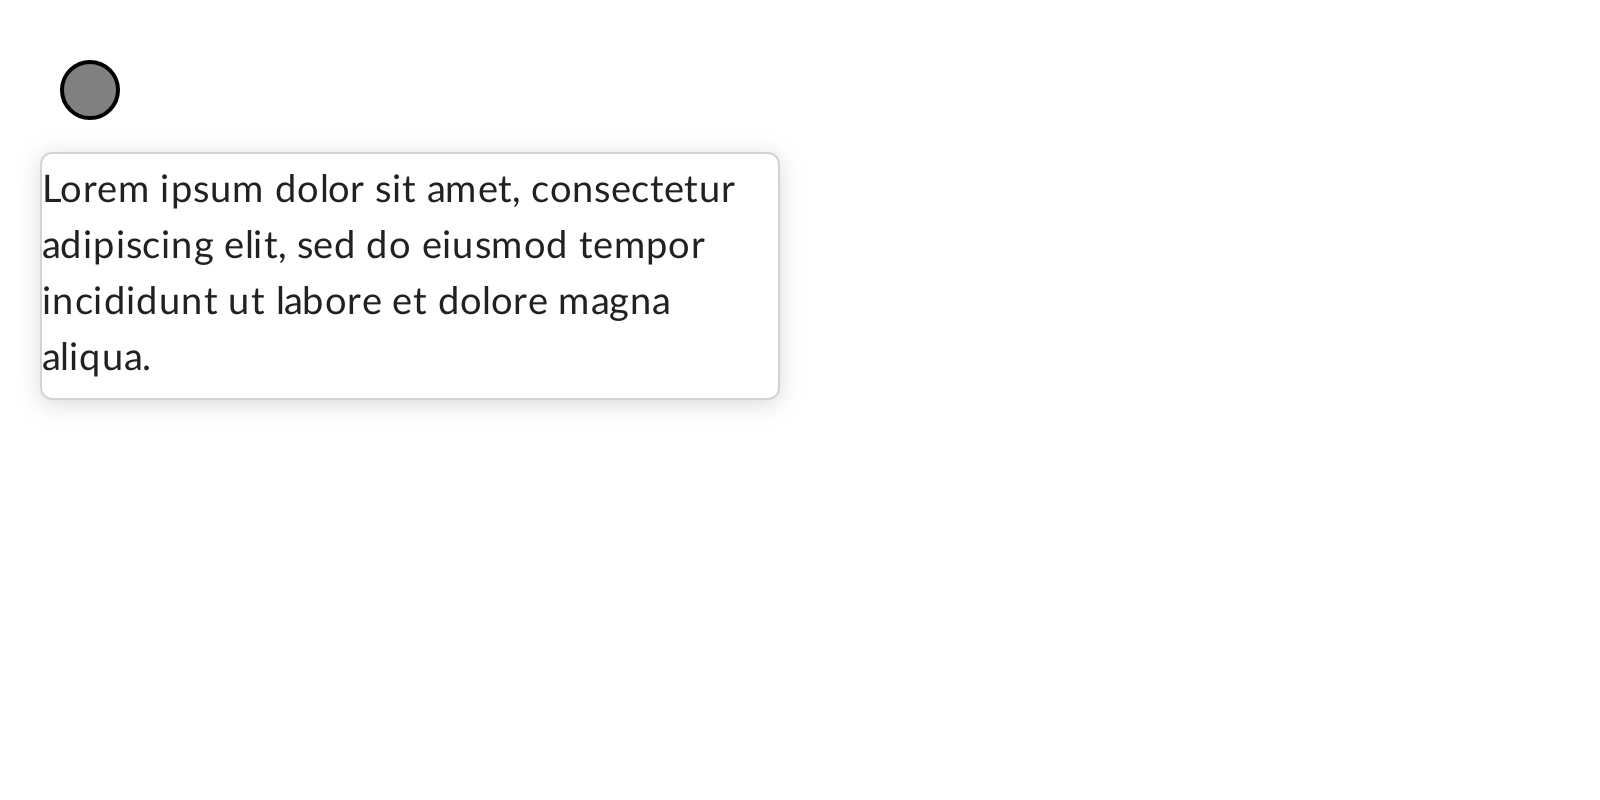 Lorem ipsum dolor sit amet, consectetur
adipiscing elit, sed do eiusmod tempor
incididunt ut labore et dolore magna
aliqua.